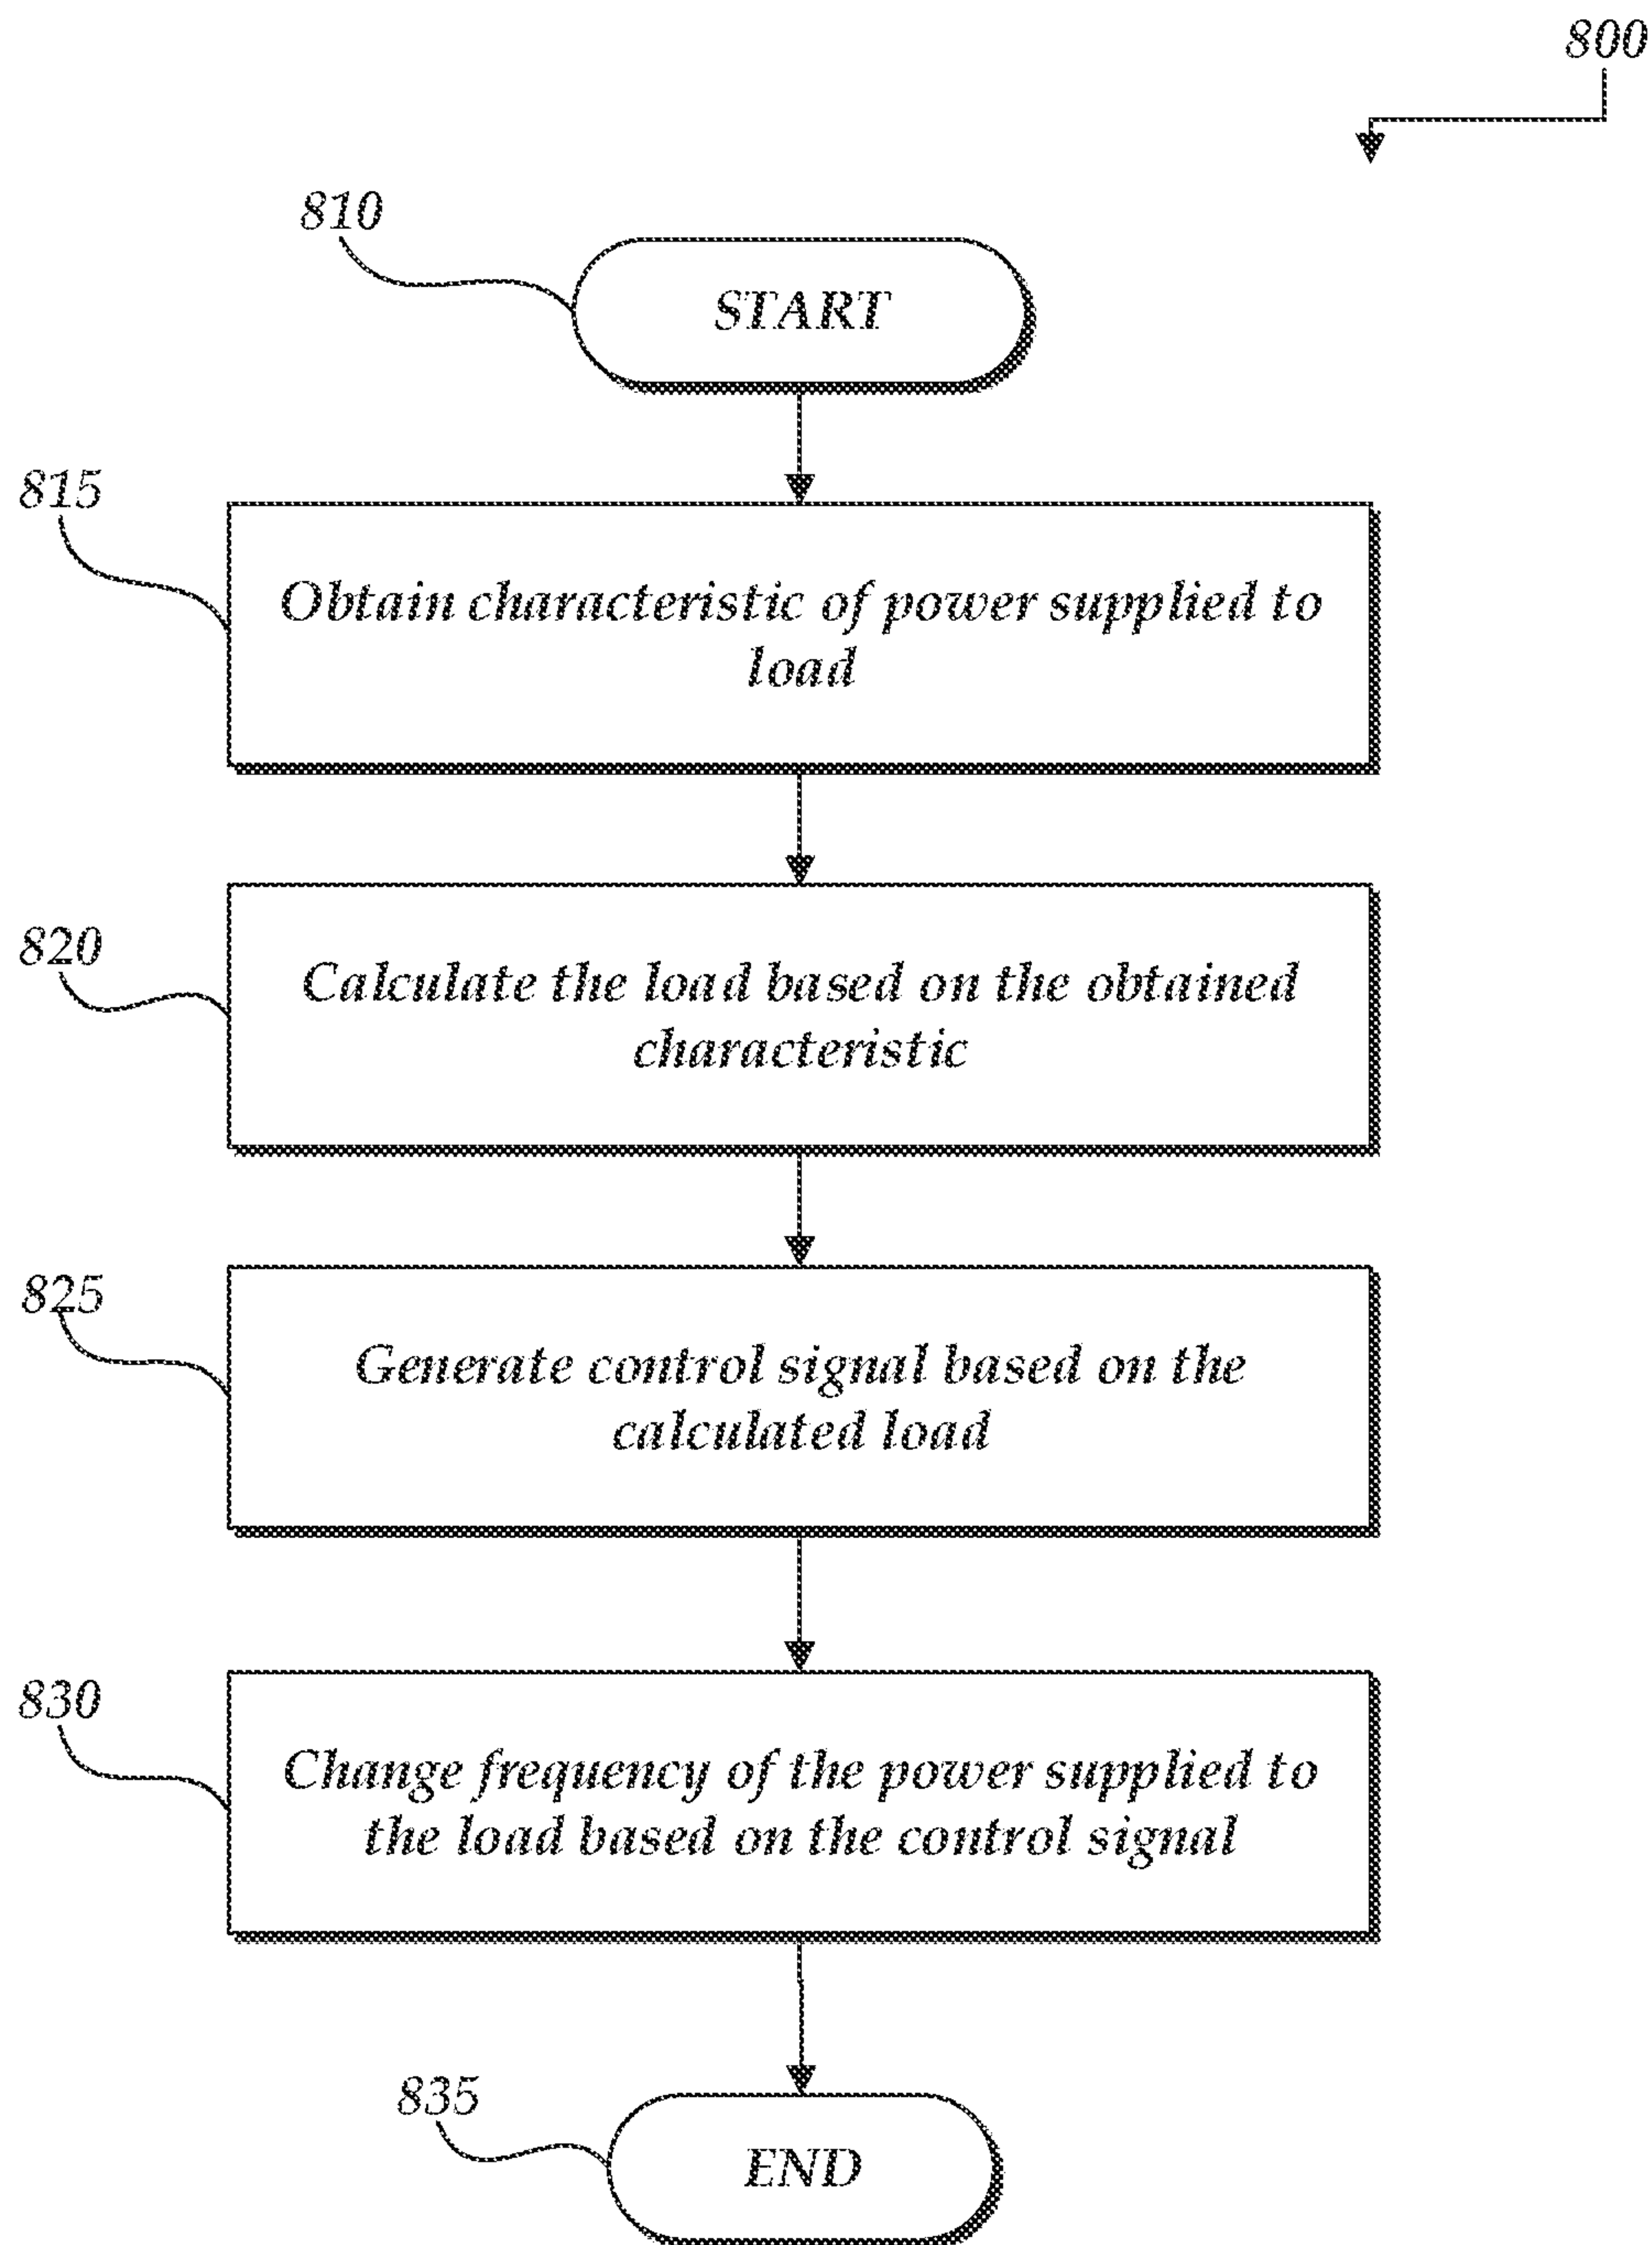 800
810
START
815
Obtain characteristic of power supplied to
load
820
Calculate the load based on the obtained
characteristic
825
Generate control signal based on the
calculated load
830
Change frequency of the power supplied to
the load based on the control signal
835
END